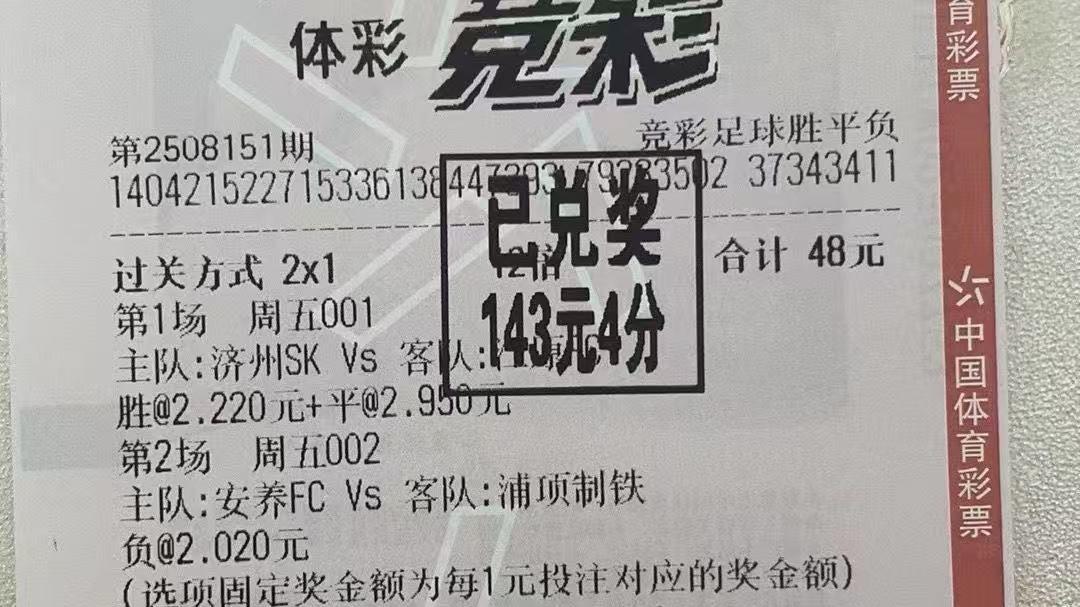 体彩 竞彩
第2508151期 竞彩足球胜平负
37343411
已兑奖
143元4分
过关方式 2x1 12倍 合计 48元
第1场 周五001
主队:济州SK Vs 客队:
胜@2.220元+平@2.950元
第2场 周五002
主队:安养FC Vs 客队:浦项制铁
负@2.020元
(选项固定奖金额为每1元投注对应的奖金额)
育彩票
中国体育彩票